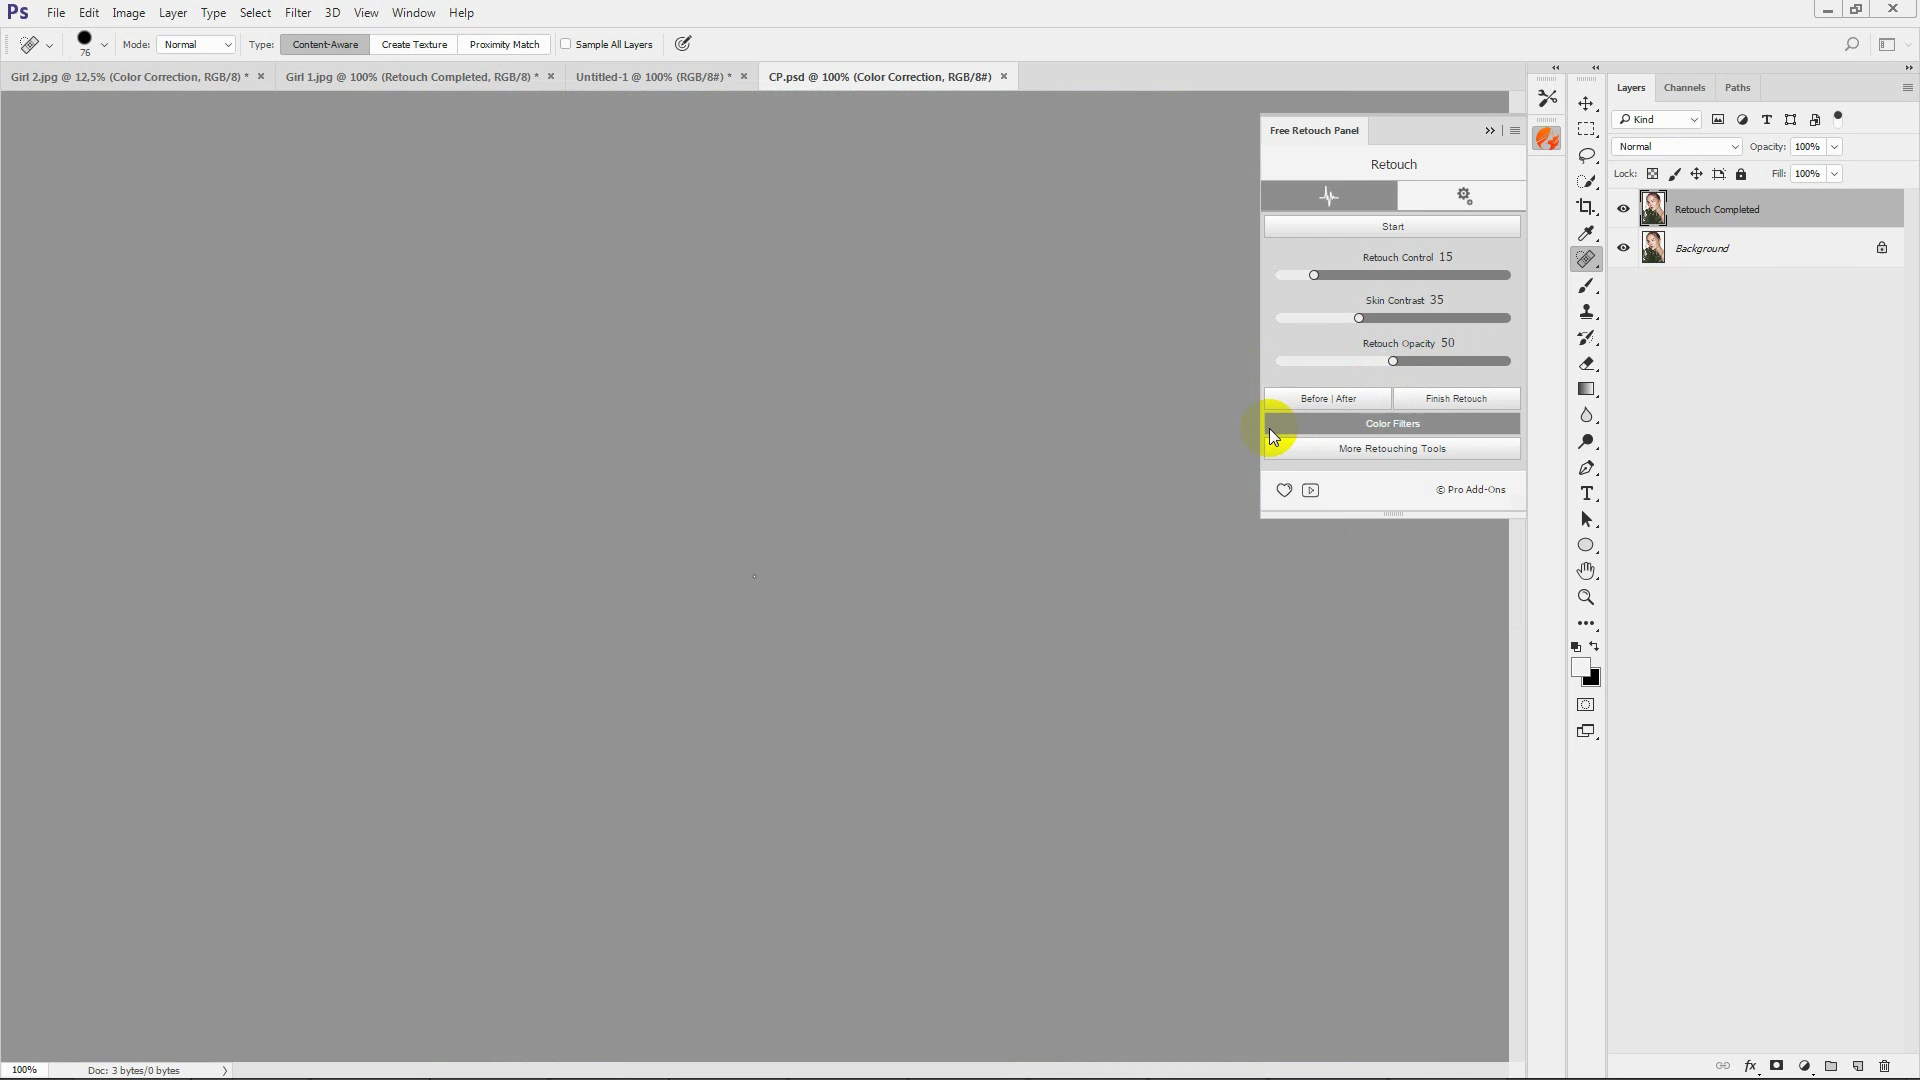 Ps File Edit Image Layer Type Select Filter 3D View Window Help
76 Mode: Normal Type: Content-Aware Create Texture Proximity Match Sample All Layers
Girl 2.jpg @ 12,5% (Color Correction, RGB/8) * Girl 1.jpg @ 100% (Retouch Completed, RGB/8) * Untitled-1 @ 100% (RGB/8#) * CP.psd @ 100% (Color Correction, RGB/8#)
Free Retouch Panel
Retouch
Start
Retouch Control 15
Skin Contrast 35
Retouch Opacity 50
Before | After Finish Retouch
Color Filters
More Retouching Tools
© Pro Add-Ons
Layers Channels Paths
Kind
Normal Opacity: 100%
Lock: Fill: 100%
Retouch Completed
Background
100% Doc: 3 bytes/0 bytes